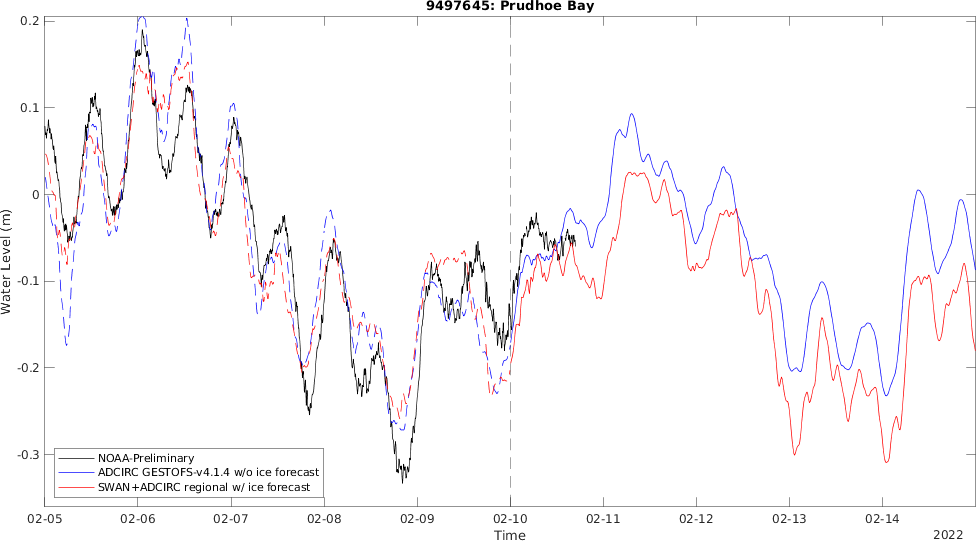 9497645: Prudhoe Bay
0.2
0.1
0
-0.1
-0.2
-0.3
Water Level (m)
NOAA-Preliminary
ADCIRC GESTOFS-v4.1.4 w/o ice forecast
SWAN+ADCIRC regional w/ ice forecast
02-05 02-06 02-07 02-08 02-09 02-10 02-11 02-12 02-13 02-14
Time
2022